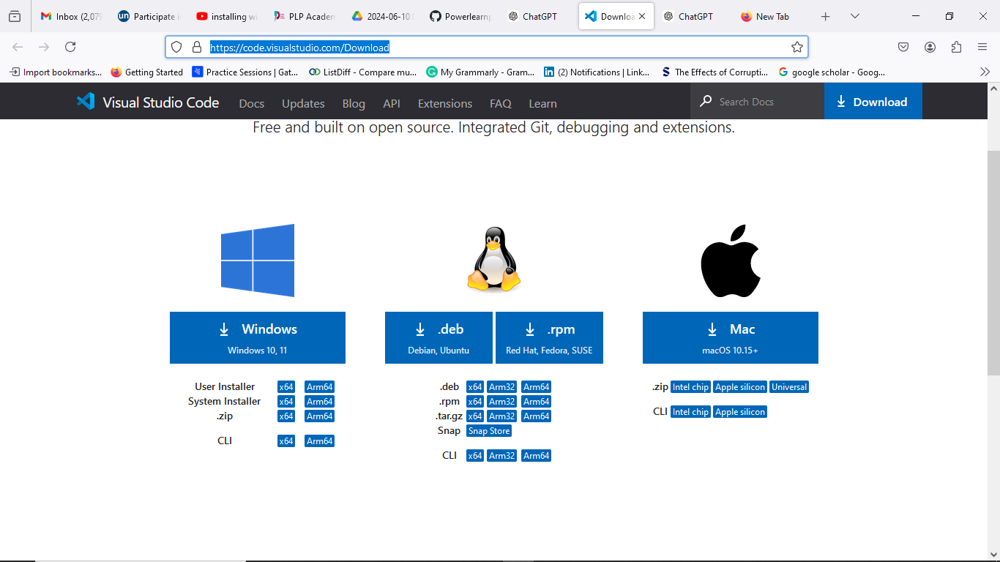 Inbox (2,079 Participate i installing wi PLP Academ 2024-06-10 Powerlearnp ChatGPT Downloa ChatGPT New Tab
https://code.visualstudio.com/Download
Import bookmarks... Getting Started Practice Sessions | Gat... ListDiff - Compare mu... My Grammarly - Gram... (2) Notifications | Link... The Effects of Corrupti... google scholar - Goog...
Visual Studio Code Docs Updates Blog API Extensions FAQ Learn Search Docs Download
Free and built on open source. Integrated Git, debugging and extensions.
Windows
Windows 10, 11
User Installer x64 Arm64
System Installer x64 Arm64
.zip x64 Arm64
CLI x64 Arm64
.deb
Debian, Ubuntu
.rpm
Red Hat, Fedora, SUSE
.deb x64 Arm32 Arm64
.rpm x64 Arm32 Arm64
.tar.gz x64 Arm32 Arm64
Snap Snap Store
CLI x64 Arm32 Arm64
Mac
macOS 10.15+
.zip Intel chip Apple silicon Universal
CLI Intel chip Apple silicon